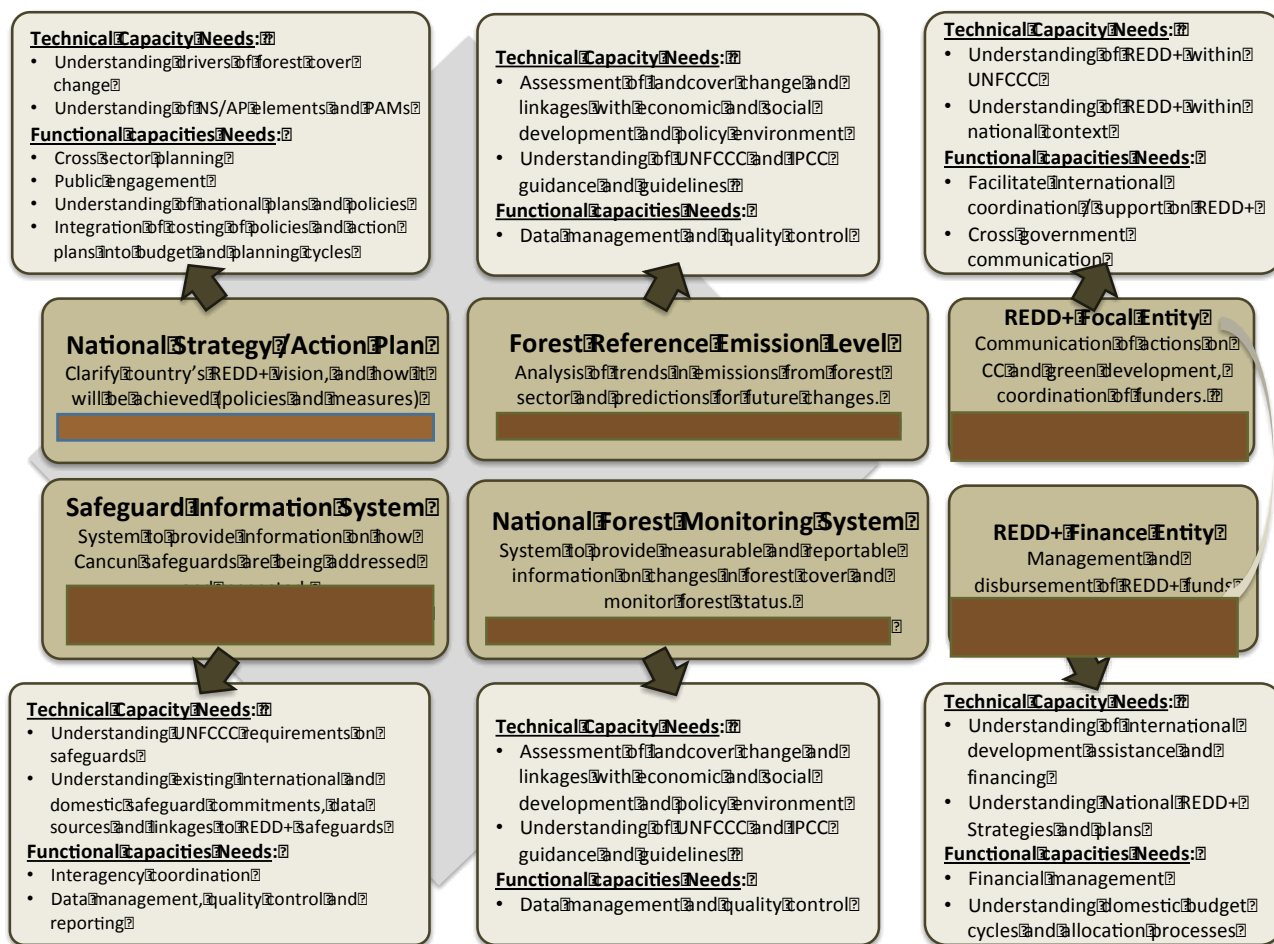 Technical Capacity Needs:
• Understanding drivers of forest cover
change
• Understanding of NS/AP elements and PAMs
Functional capacities Needs:
• Cross sector planning
• Public engagement
• Understanding of national plans and policies
• Integration of costing of policies and action
plans into budget and planning cycles
Technical Capacity Needs:
• Assessment of landcover change and
linkages with economic and social
development and policy environment
• Understanding of UNFCCC and IPCC
guidance and guidelines
Functional capacities Needs:
• Data management and quality control
Technical Capacity Needs:
• Understanding of REDD+ within
UNFCCC
• Understanding of REDD+ within
national context
Functional capacities Needs:
• Facilitate International
coordination / support on REDD+
• Cross government
communication
National Strategy / Action Plan
Clarify country's REDD+ vision, and how it
will be achieved (policies and measures)
Forest Reference Emission Level
Analysis of trends in emissions from forest
sector and predictions for future changes.
REDD+ Focal Entity
Communication of actions on
CC and green development,
coordination of funders.
Safeguard Information System
System to provide information on how
Cancun safeguards are being addressed
National Forest Monitoring System
System to provide measurable and reportable
information on changes in forest cover and
monitor forest status.
REDD+ Finance Entity
Management and
disbursement of REDD+ funds
Technical Capacity Needs:
• Understanding UNFCCC requirements on
safeguards
• Understanding existing international and
domestic safeguard commitments, data
sources and linkages to REDD+ safeguards
Functional capacities Needs:
• Interagency coordination
• Data management, quality control and
reporting
Technical Capacity Needs:
• Assessment of landcover change and
linkages with economic and social
development and policy environment
• Understanding of UNFCCC and IPCC
guidance and guidelines
Functional capacities Needs:
• Data management and quality control
Technical Capacity Needs:
• Understanding of International
development assistance and
financing
• Understanding National REDD+
Strategies and plans
Functional capacities Needs:
• Financial management
• Understanding domestic budget
cycles and allocation processes